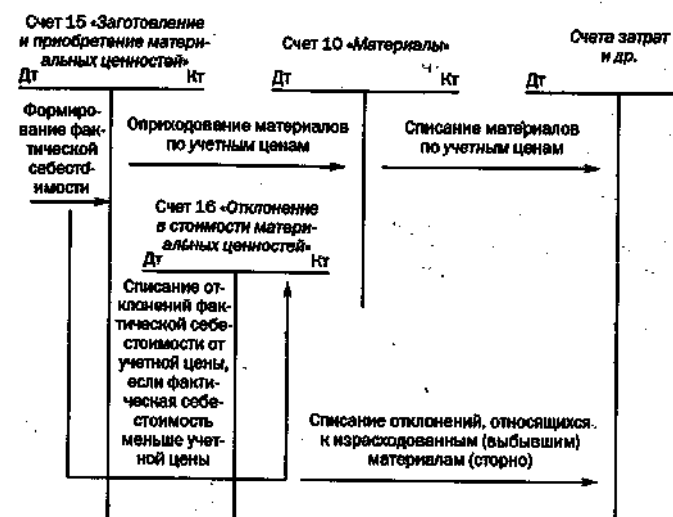 Счет 15 «Заготовление
и приобретение матери-
альных ценностей»
Дт Кт
Счет 10 «Материалы»
Дт Кт
Счета затрат
и др.
Дт
Формиро-
вание фак-
тической
себесто-
имости
Оприходование материалов
по учетным ценам
Списание материалов
по учетным ценам
Счет 16 «Отклонение
в стоимости матери-
альных ценностей»
Дт Кт
Списание от-
клонений фак-
тической себе-
стоимости от
учетной цены,
если факти-
ческая себе-
стоимость
меньше учет-
ной цены
Списание отклонений, относящихся
к израсходованным (выбывшим)
материалам (сторно)